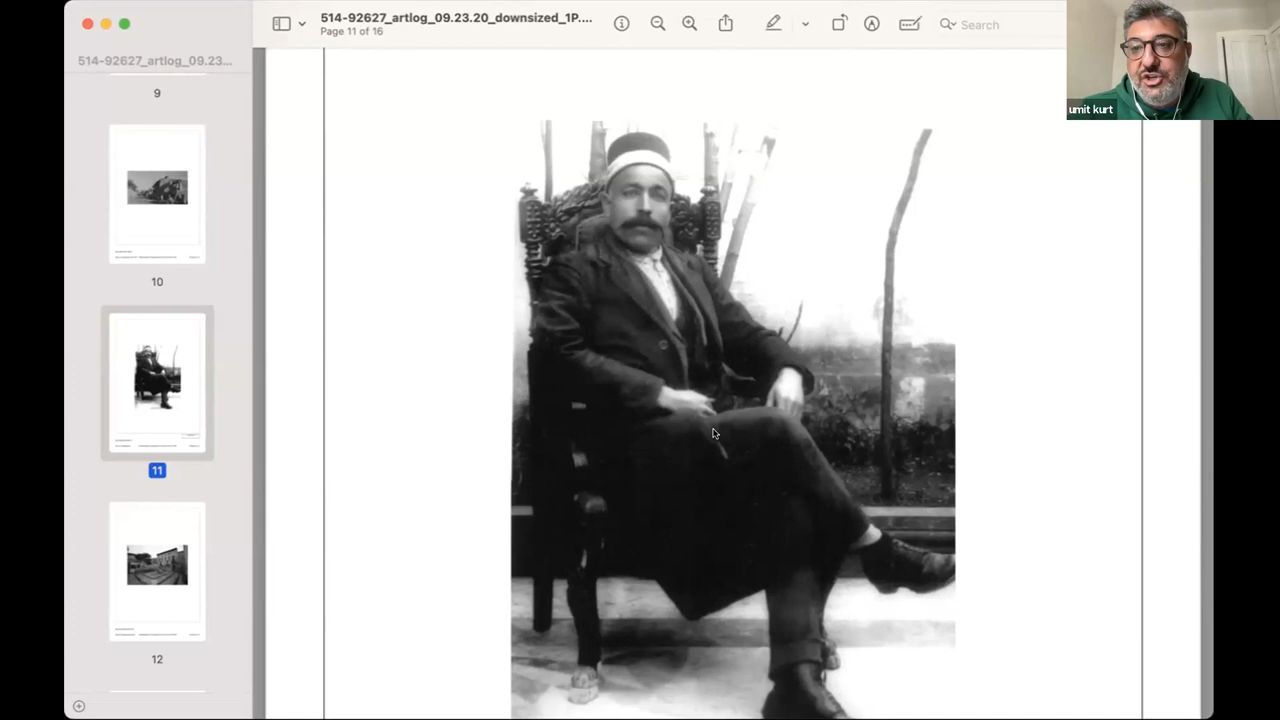 514-92627_artlog_09.23.20_downsized_1P....
Page 11 of 16
Search
umit kurt
514-92627_artlog_09.23...
9
10
11
12